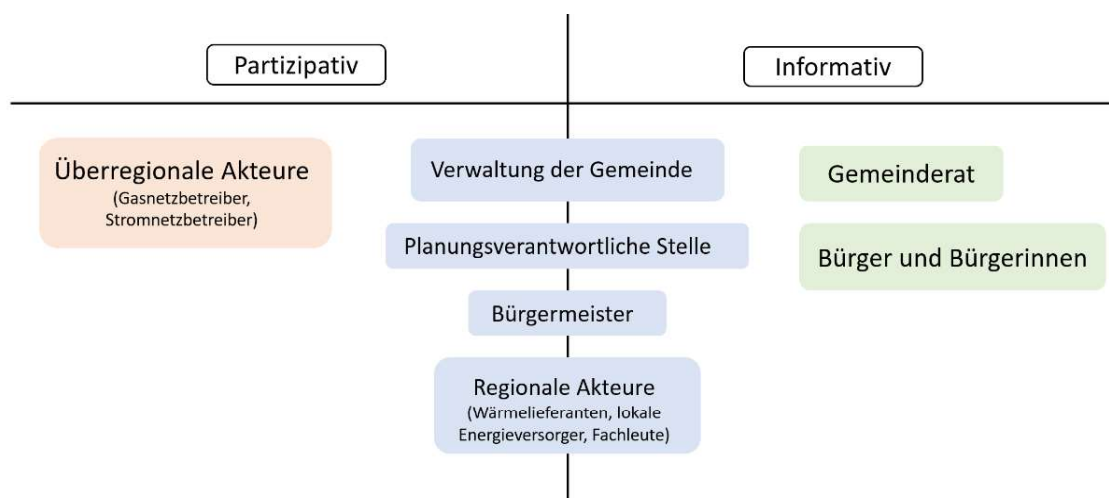 Partizipativ
Informativ
Überregionale Akteure
(Gasnetzbetreiber,
Stromnetzbetreiber)
Verwaltung der Gemeinde
Planungsverantwortliche Stelle
Bürgermeister
Regionale Akteure
(Wärmelieferanten, lokale
Energieversorger, Fachleute)
Gemeinderat
Bürger und Bürgerinnen